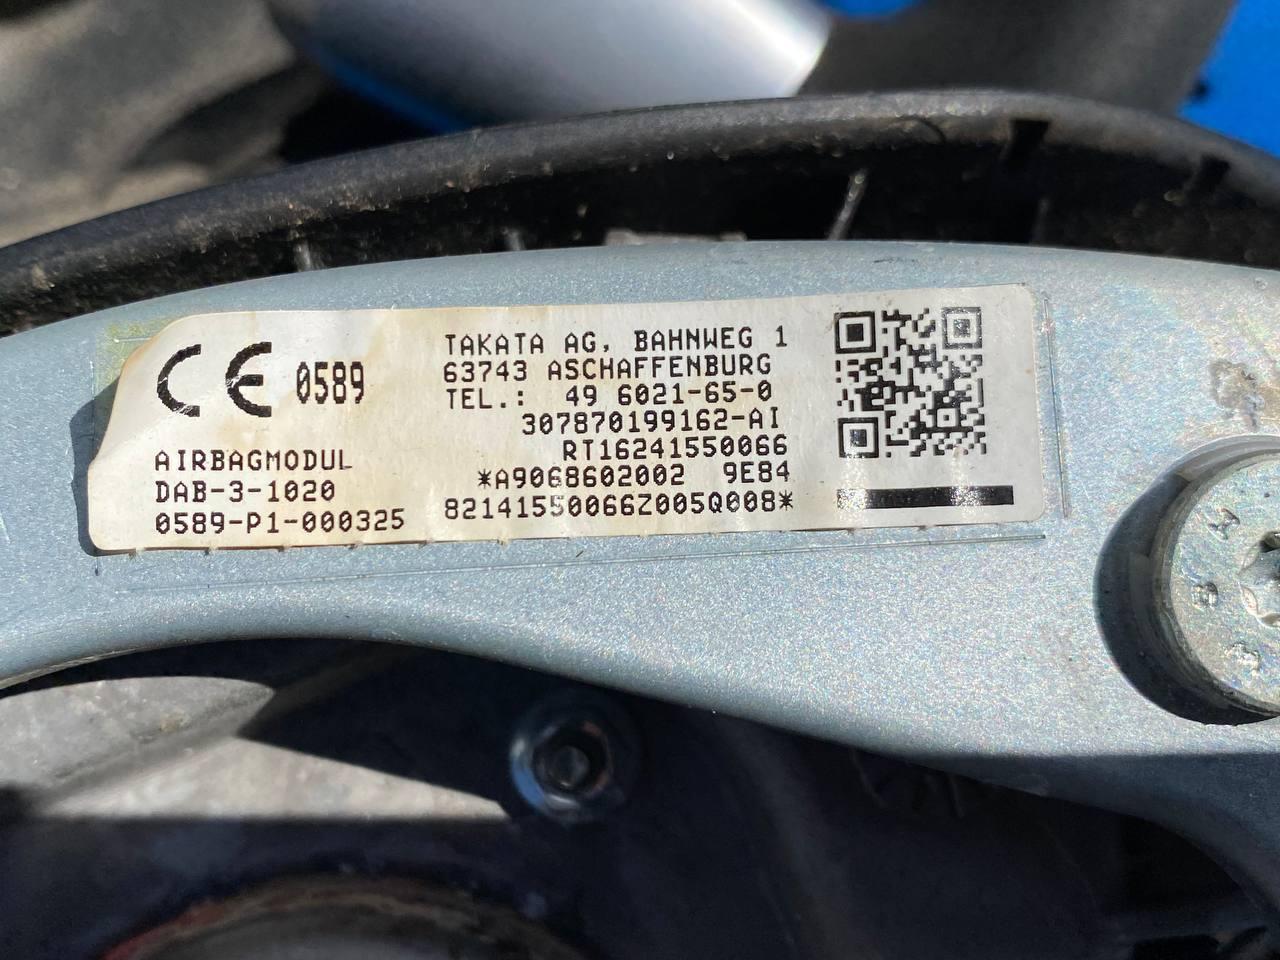 CE 0589
TAKATA AG, BAHNWEG 1
63743 ASCHAFFENBURG
TEL.: 49 6021-65-0
307870199162-AI
RT16241550066
*A9068602002 9E84
82141550066Z005Q008*
AIRBAGMODUL
DAB-3-1020
0589-P1-000325